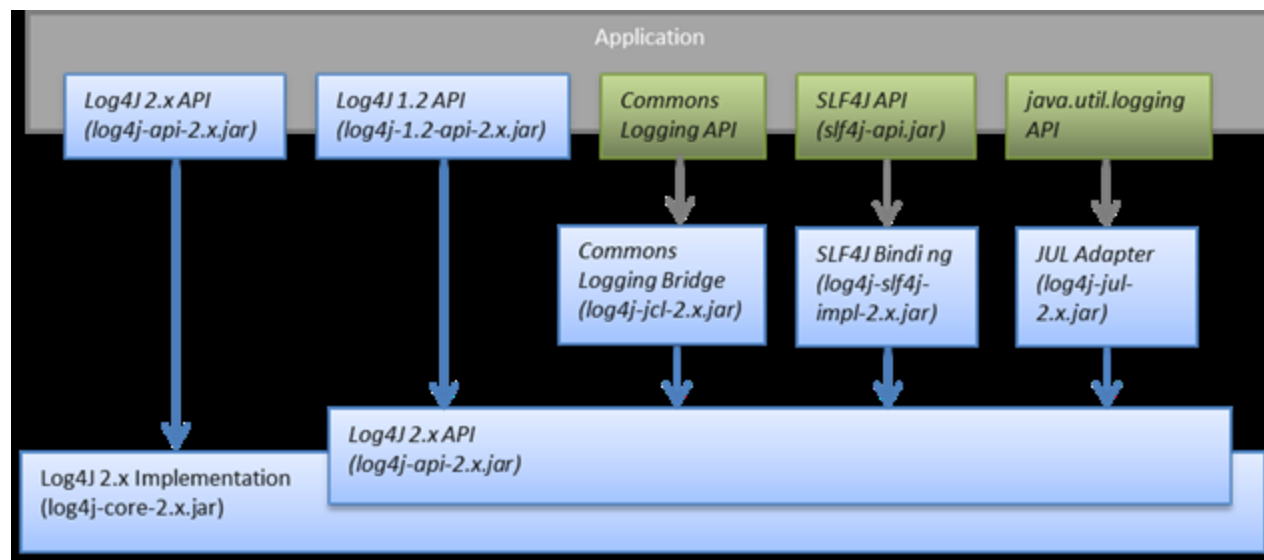 Application
Log4J 2.x API
(log4j-api-2.x.jar)
Log4J 1.2 API
(log4j-1.2-api-2.x.jar)
Commons
Logging API
SLF4J API
(slf4j-api.jar)
java.util.logging
API
Commons
Logging Bridge
(log4j-jcl-2.x.jar)
SLF4J Bindi ng
(log4j-slf4j-
impl-2.x.jar)
JUL Adapter
(log4j-jul-
2.x.jar)
Log4J 2.x API
(log4j-api-2.x.jar)
Log4J 2.x Implementation
(log4j-core-2.x.jar)